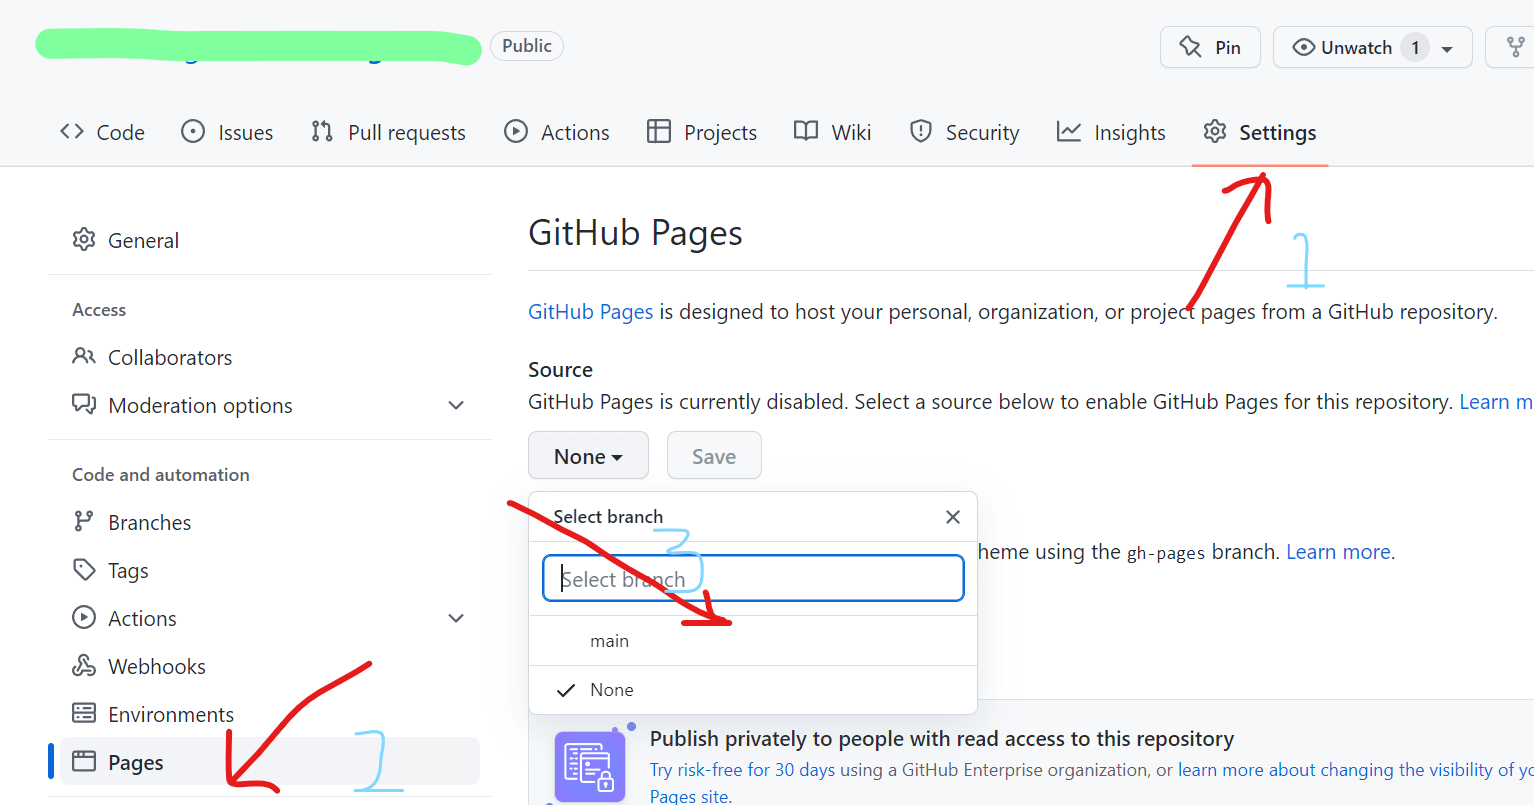 Public
Pin
Unwatch 1
Code
Issues
Pull requests
Actions
Projects
Wiki
Security
Insights
Settings
1
General
Access
Collaborators
Moderation options
Code and automation
Branches
Tags
Actions
Webhooks
Environments
Pages
2
GitHub Pages
GitHub Pages is designed to host your personal, organization, or project pages from a GitHub repository.
Source
GitHub Pages is currently disabled. Select a source below to enable GitHub Pages for this repository. Learn m
None
Save
Select branch
3
Select branch
heme using the gh-pages branch. Learn more.
main
None
Publish privately to people with read access to this repository
Try risk-free for 30 days using a GitHub Enterprise organization, or learn more about changing the visibility of yo
Pages site.